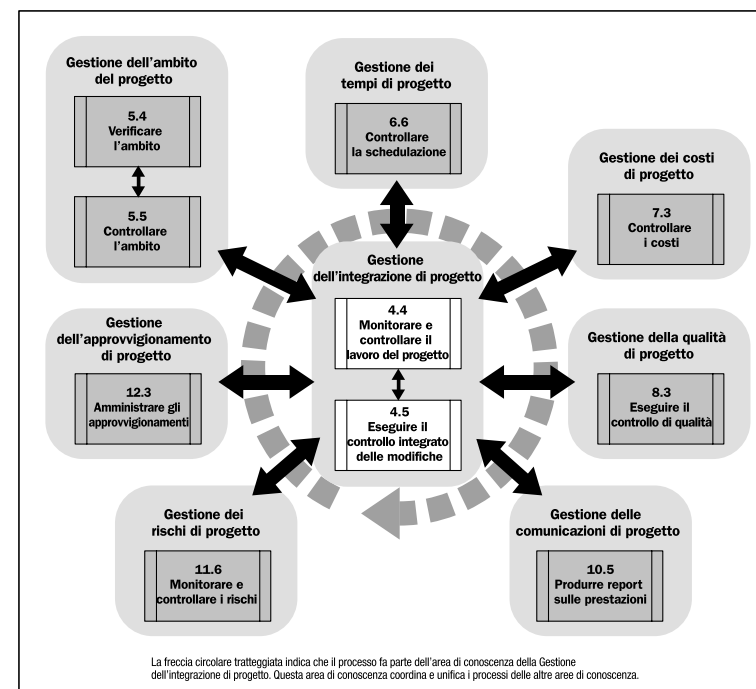 Gestione dell'ambito
del progetto
5.4
Verificare
l'ambito
5.5
Controllare
l'ambito
Gestione dei
tempi di progetto
6.6
Controllare
la schedulazione
Gestione dei costi
di progetto
7.3
Controllare
i costi
Gestione
dell'integrazione di progetto
4.4
Monitorare e
controllare il
lavoro del progetto
4.5
Eseguire il
controllo integrato
delle modifiche
Gestione
dell'approvvigionamento
di progetto
12.3
Amministrare gli
approvvigionamenti
Gestione della qualità
di progetto
8.3
Eseguire il
controllo di qualità
Gestione dei
rischi di progetto
11.6
Monitorare e
controllare i rischi
Gestione delle
comunicazioni di progetto
10.5
Produrre report
sulle prestazioni
La freccia circolare tratteggiata indica che il processo fa parte dell'area di conoscenza della Gestione
dell'integrazione di progetto. Questa area di conoscenza coordina e unifica i processi delle altre aree di conoscenza.